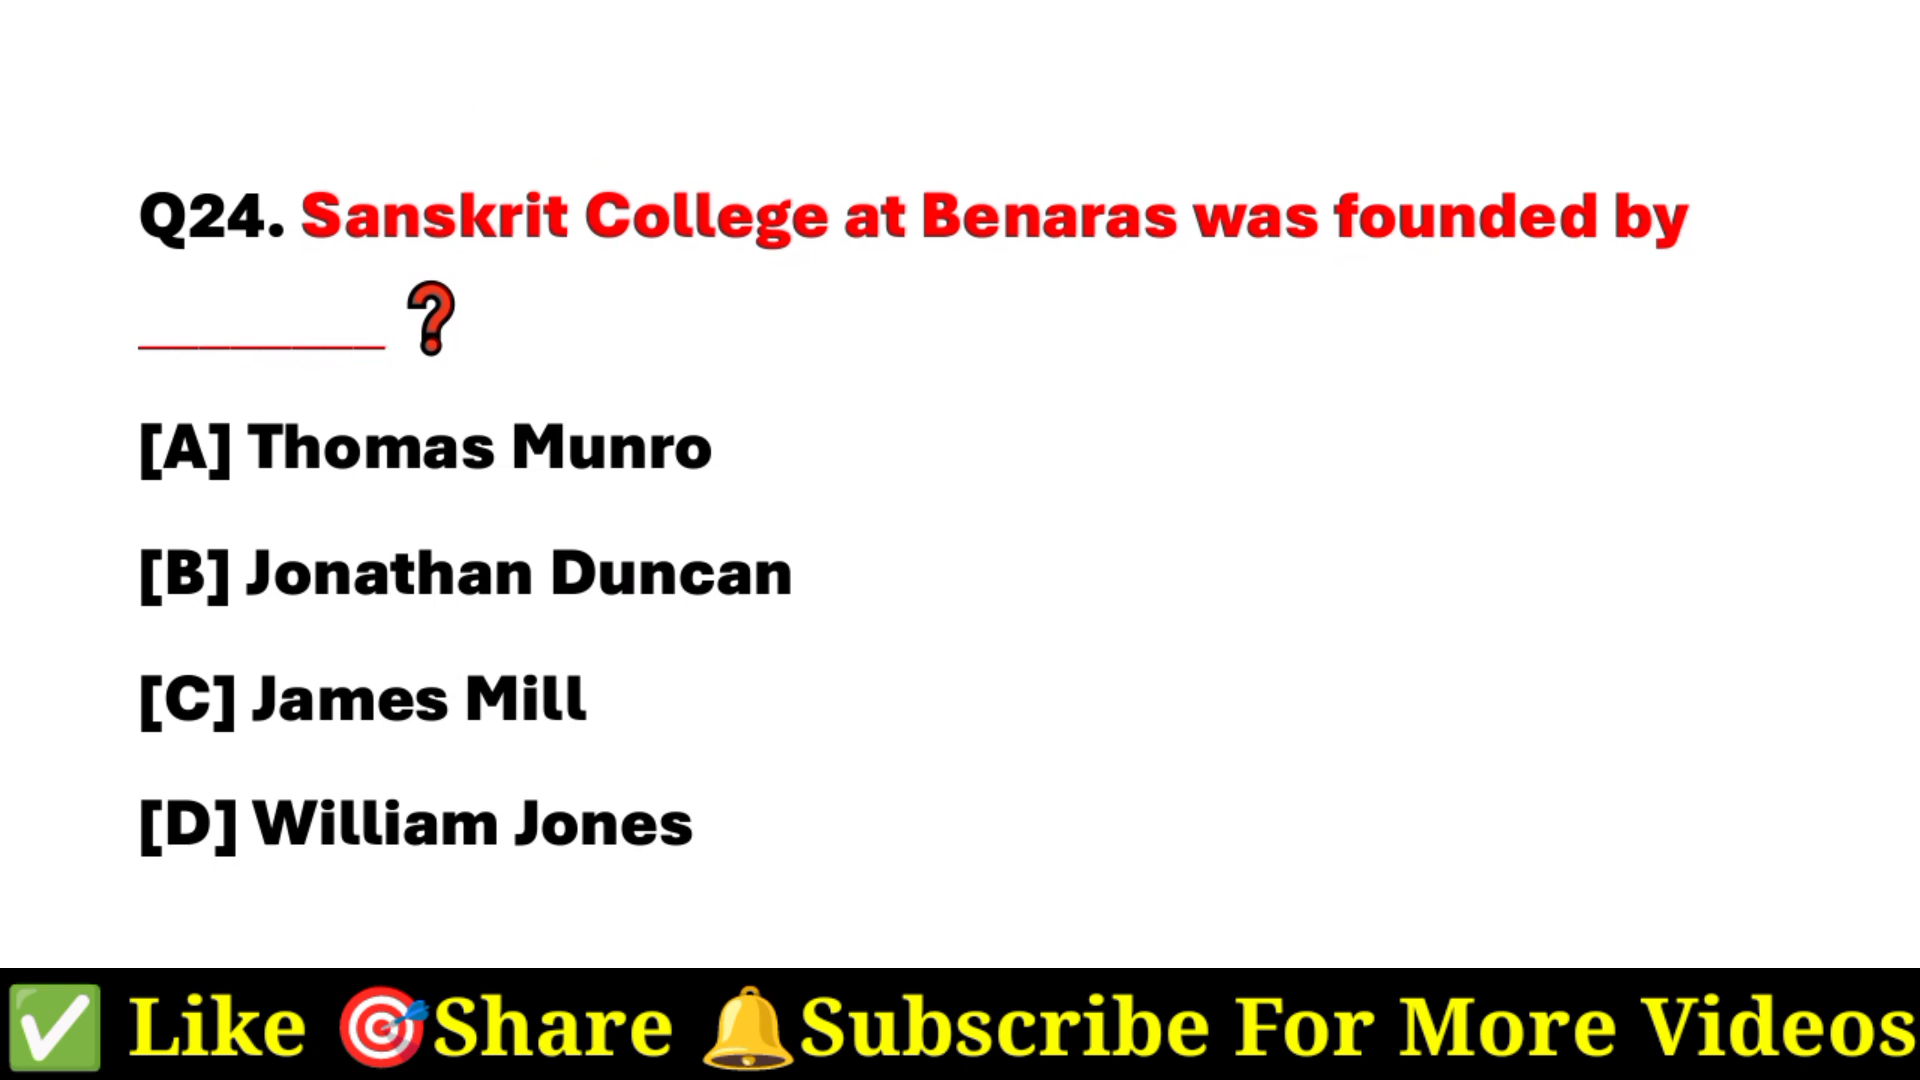 Q24. Sanskrit College at Benaras was founded by
________ ❓
[A] Thomas Munro
[B] Jonathan Duncan
[C] James Mill
[D] William Jones
✅ Like 🎯Share 🔔Subscribe For More Videos